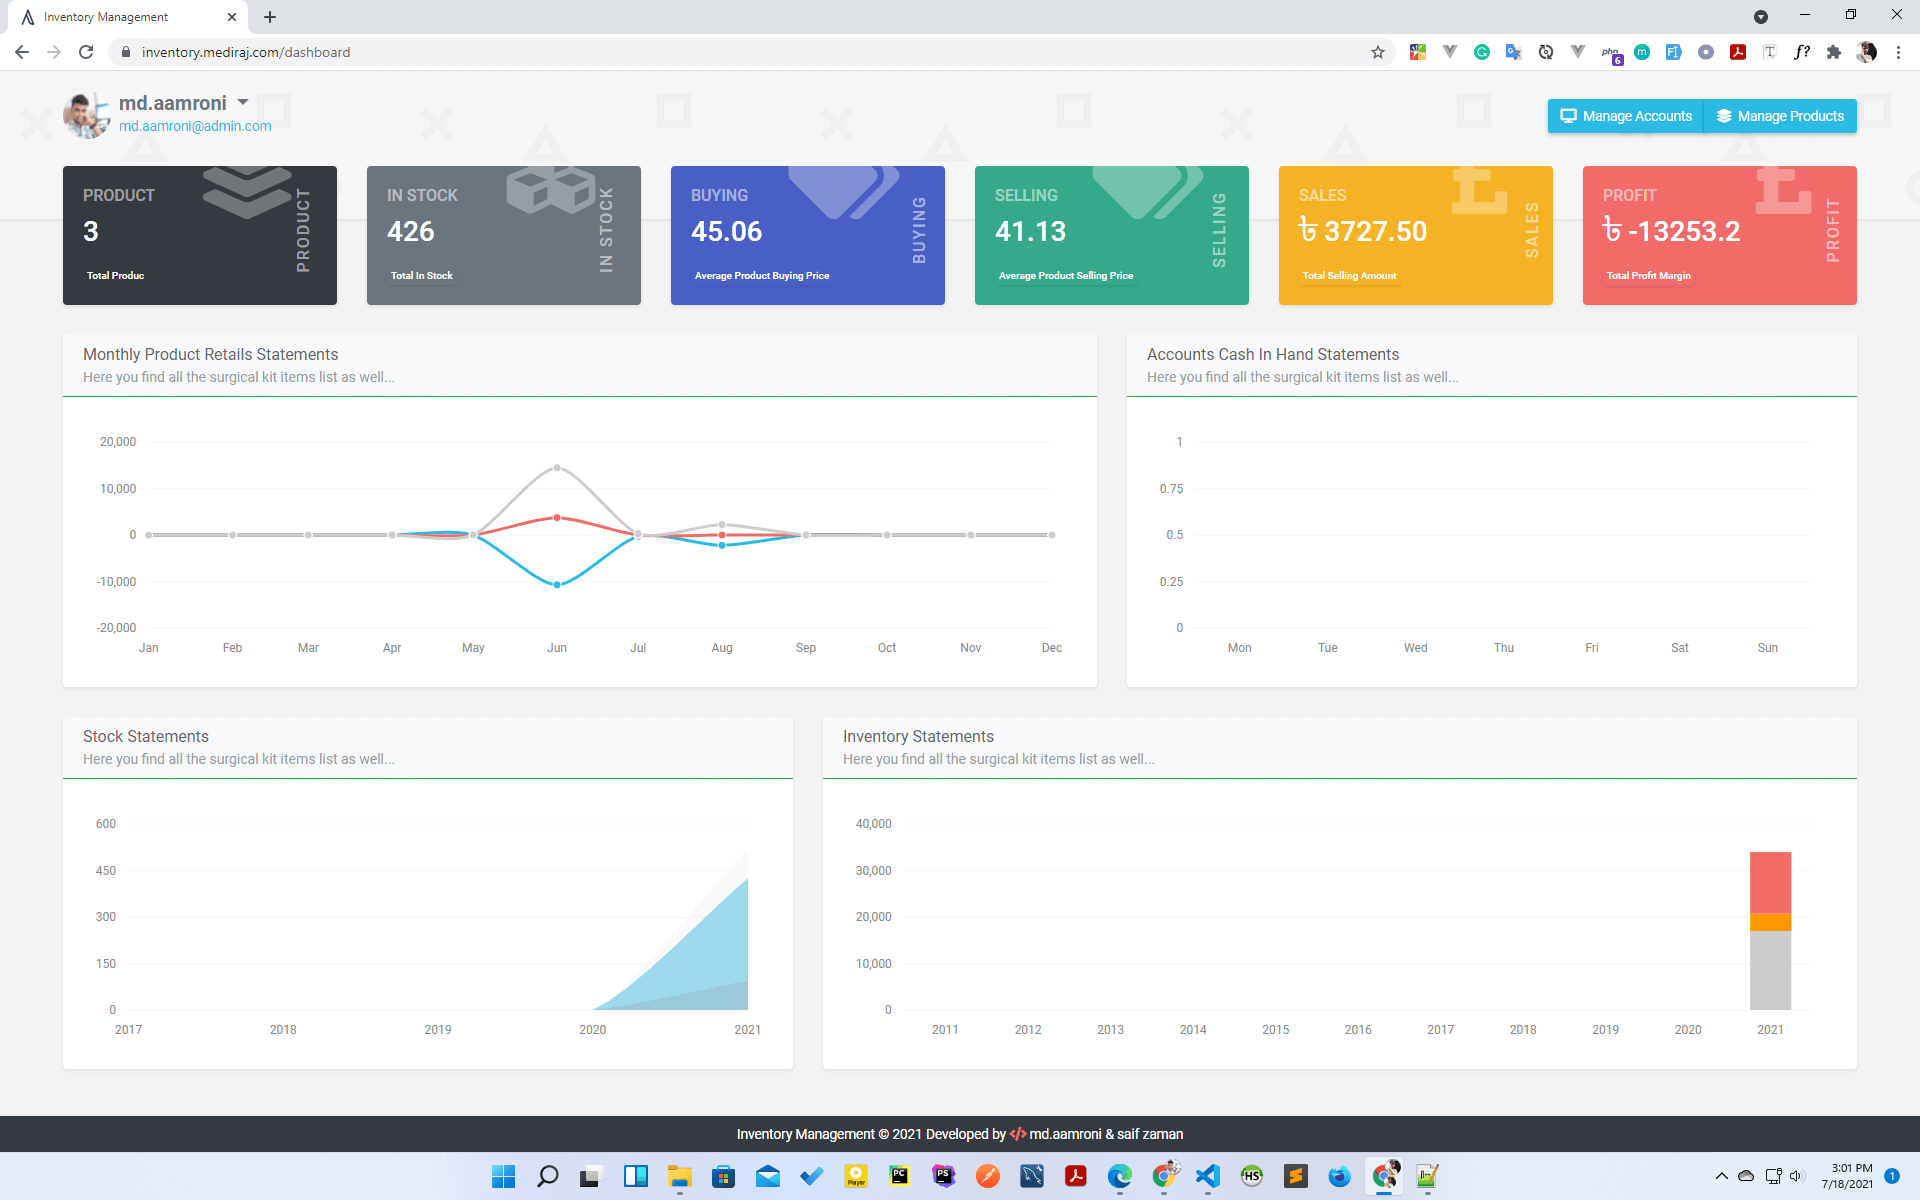 Inventory Management
inventory.mediraj.com/dashboard
php
6
m
T
f?
md.aamroni
md.aamroni@admin.com
Manage Accounts
Manage Products
PRODUCT
3
Total Produc
PRODUCT
IN STOCK
426
Total In Stock
IN STOCK
BUYING
45.06
Average Product Buying Price
BUYING
SELLING
41.13
Average Product Selling Price
SELLING
SALES
৳ 3727.50
Total Selling Amount
SALES
PROFIT
৳ -13253.2
Total Profit Margin
PROFIT
Monthly Product Retails Statements
Here you find all the surgical kit items list as well...
20,000
10,000
0
-10,000
-20,000
Jan Feb Mar Apr May Jun Jul Aug Sep Oct Nov Dec
Accounts Cash In Hand Statements
Here you find all the surgical kit items list as well...
1
0.75
0.5
0.25
0
Mon Tue Wed Thu Fri Sat Sun
Stock Statements
Here you find all the surgical kit items list as well...
600
450
300
150
0
2017 2018 2019 2020 2021
Inventory Statements
Here you find all the surgical kit items list as well...
40,000
30,000
20,000
10,000
0
2011 2012 2013 2014 2015 2016 2017 2018 2019 2020 2021
Inventory Management © 2021 Developed by </> md.aamroni & saif zaman
Player
PC
PS
HS
3:01 PM
7/18/2021
1